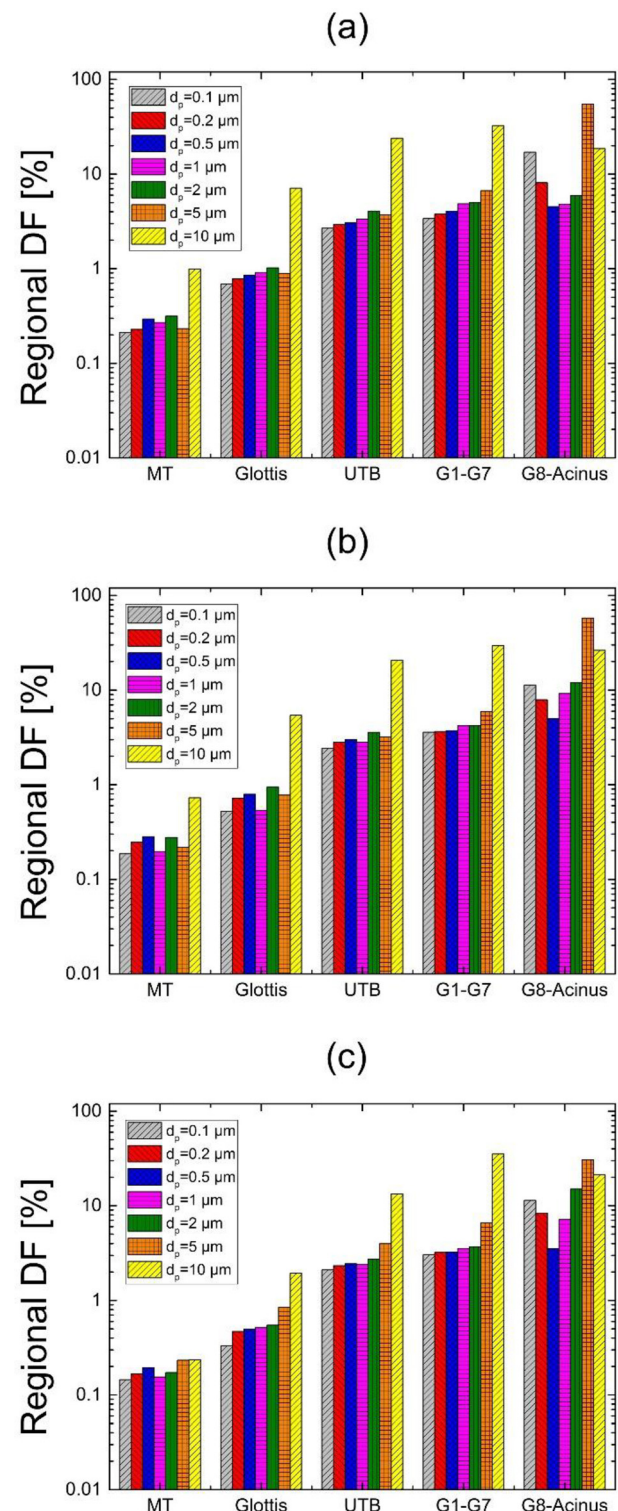 (a)
Regional DF [%]
100
10
1
0.1
0.01
dp=0.1 µm
dp=0.2 µm
dp=0.5 µm
dp=1 µm
dp=2 µm
dp=5 µm
dp=10 µm
MT Glottis UTB G1-G7 G8-Acinus
(b)
Regional DF [%]
100
10
1
0.1
0.01
dp=0.1 µm
dp=0.2 µm
dp=0.5 µm
dp=1 µm
dp=2 µm
dp=5 µm
dp=10 µm
MT Glottis UTB G1-G7 G8-Acinus
(c)
Regional DF [%]
100
10
1
0.1
0.01
dp=0.1 µm
dp=0.2 µm
dp=0.5 µm
dp=1 µm
dp=2 µm
dp=5 µm
dp=10 µm
MT Glottis UTB G1-G7 G8-Acinus